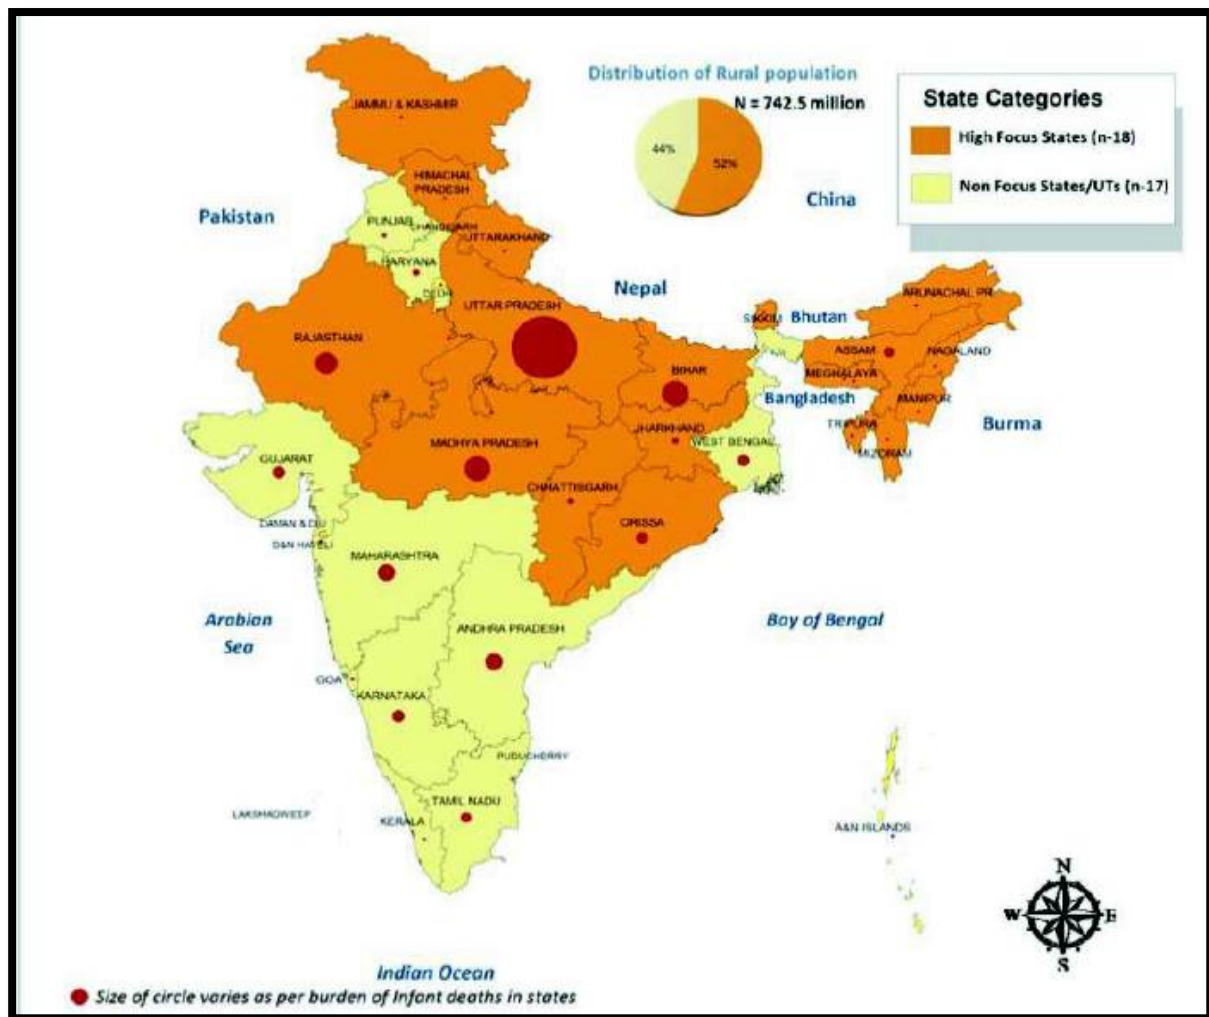 Distribution of Rural population
N = 742.5 million
44%
52%
State Categories
High Focus States (n-18)
Non Focus States/UTs (n-17)
JAMMU & KASHMIR
HIMACHAL
PRADESH
Pakistan
China
PUNJAB
CHANDIGARH
UTTARAKHAND
HARYANA
DELHI
Nepal
UTTAR PRADESH
ARUNACHAL PR.
SIKKIM
Bhutan
RAJASTHAN
ASSAM
NAGALAND
BIHAR
MEGHALAYA
Bangladesh
MANIPUR
Burma
JHARKHAND
TRIPURA
MADHYA PRADESH
WEST BENGAL
MIZORAM
GUJARAT
CHHATTISGARH
DAMAN & DIU
ORISSA
D&N HAVELI
MAHARASHTRA
Arabian
Sea
Bay of Bengal
ANDHRA PRADESH
GOA
KARNATAKA
PUDUCHERRY
TAMIL NADU
LAKSHADWEEP
KERALA
A&N ISLANDS
N
W
E
S
Indian Ocean
Size of circle varies as per burden of Infant deaths in states